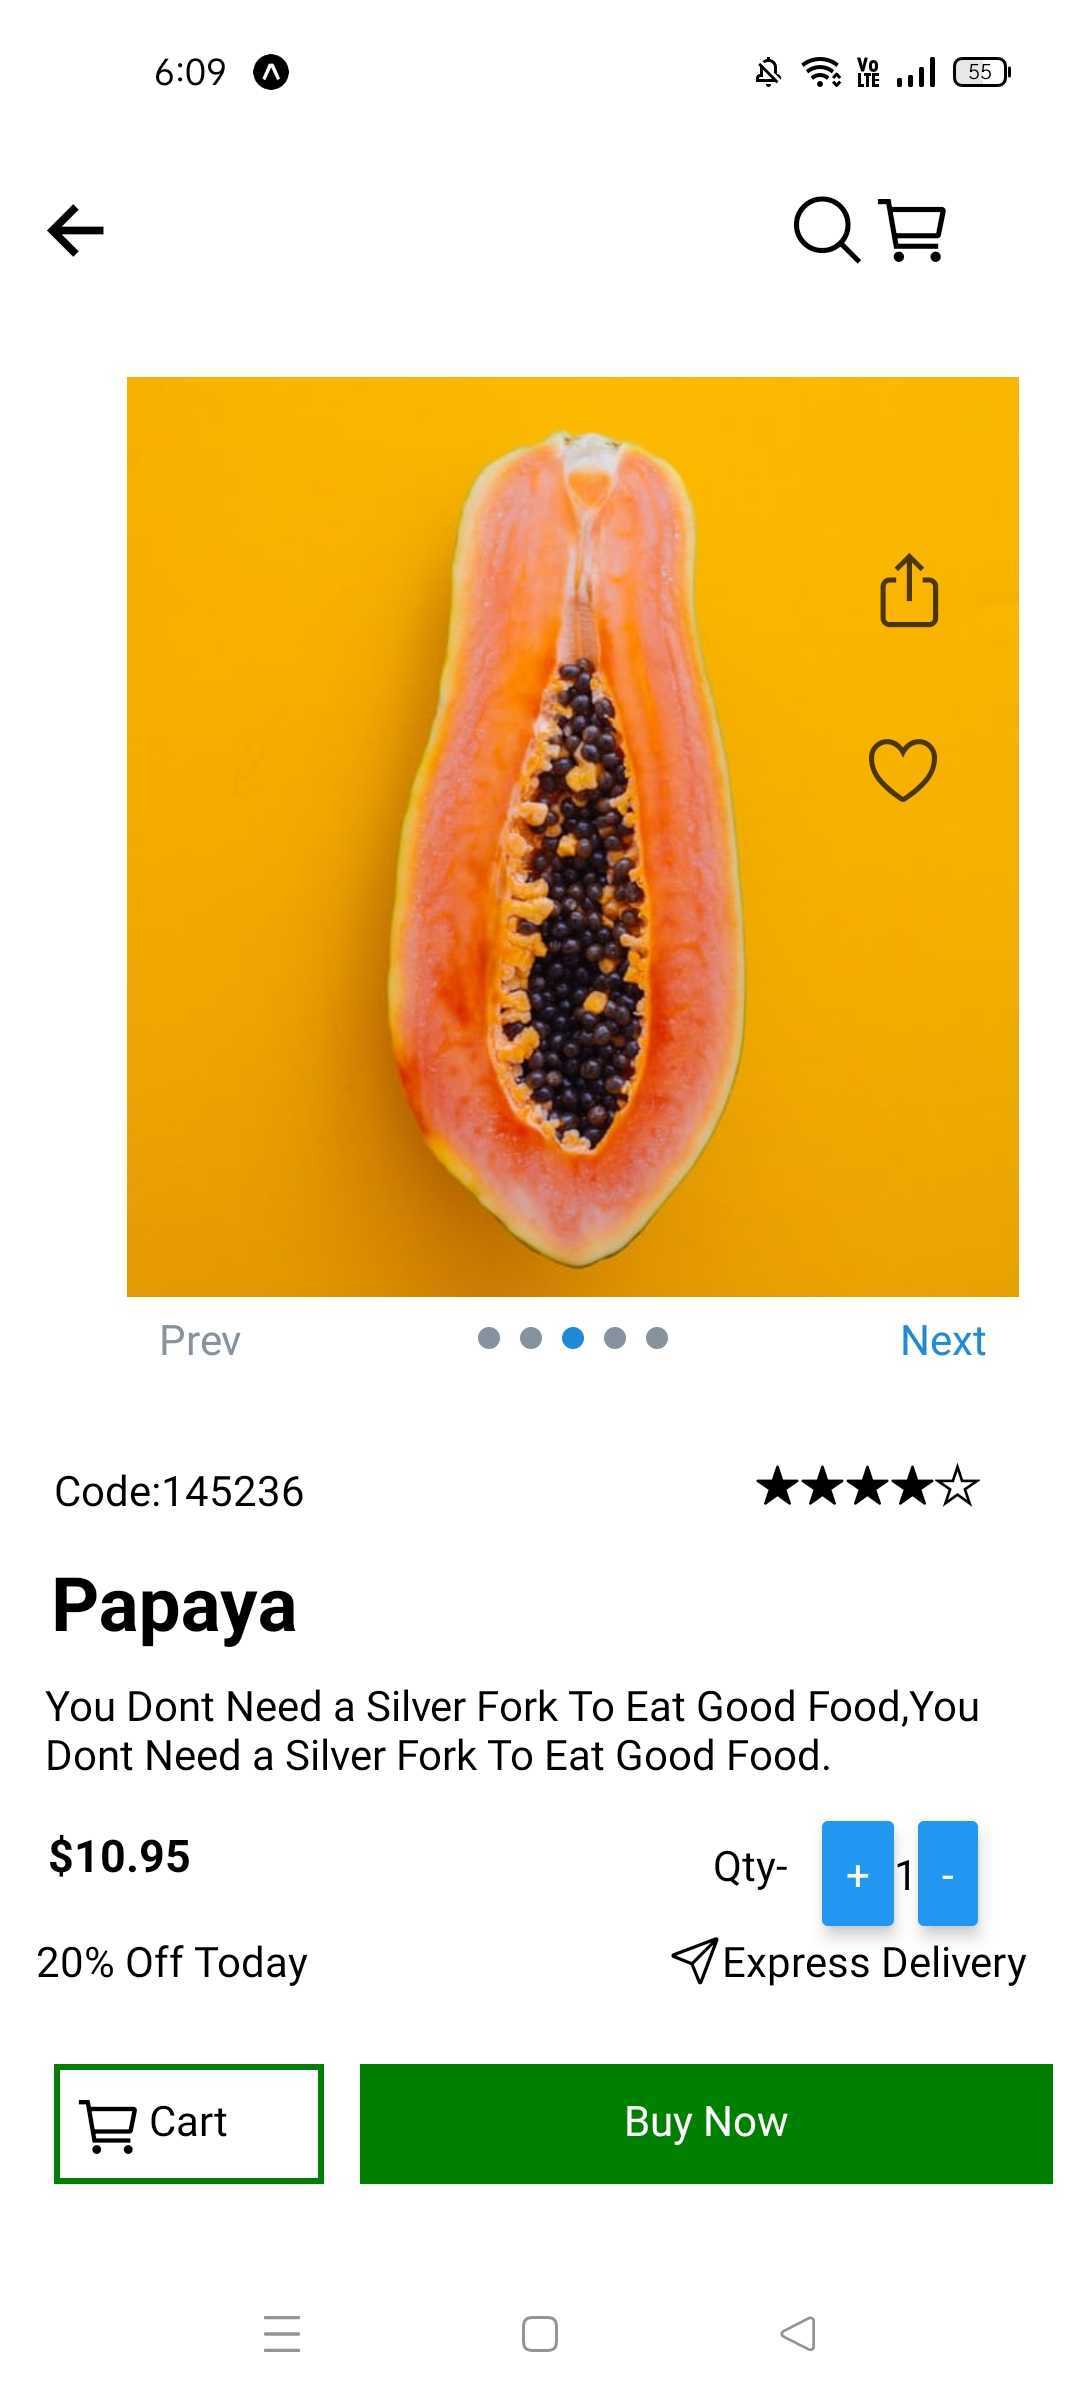 6:09 Vo LTE 55
Prev Next
Code:145236 ★★★★☆
Papaya
You Dont Need a Silver Fork To Eat Good Food,You
Dont Need a Silver Fork To Eat Good Food.
$10.95 Qty- + 1 -
20% Off Today Express Delivery
Cart Buy Now